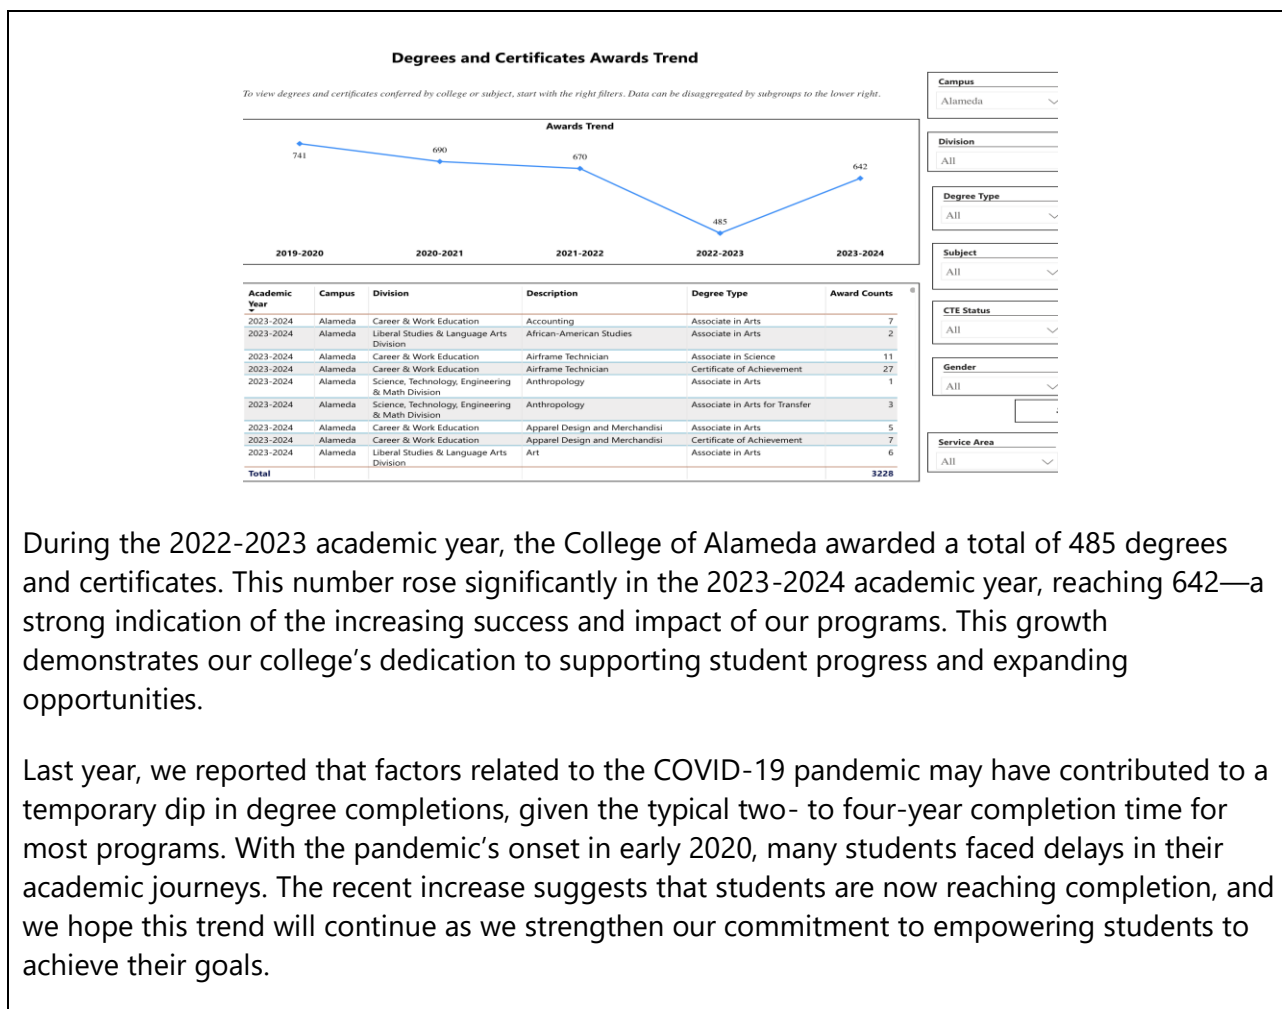 Degrees and Certificates Awards Trend
To view degrees and certificates conferred by college or subject, start with the right filters. Data can be disaggregated by subgroups to the lower right.
Awards Trend
741
690
670
485
642
2019-2020 2020-2021 2021-2022 2022-2023 2023-2024
Campus
Alameda
Division
All
Degree Type
All
Subject
All
CTE Status
All
Gender
All
Service Area
All
Academic Year Campus Division Description Degree Type Award Counts
2023-2024 Alameda Career & Work Education Accounting Associate in Arts 7
2023-2024 Alameda Liberal Studies & Language Arts Division African-American Studies Associate in Arts 2
2023-2024 Alameda Career & Work Education Airframe Technician Associate in Science 11
2023-2024 Alameda Career & Work Education Airframe Technician Certificate of Achievement 27
2023-2024 Alameda Science, Technology, Engineering & Math Division Anthropology Associate in Arts 1
2023-2024 Alameda Science, Technology, Engineering & Math Division Anthropology Associate in Arts for Transfer 3
2023-2024 Alameda Career & Work Education Apparel Design and Merchandisi Associate in Arts 5
2023-2024 Alameda Career & Work Education Apparel Design and Merchandisi Certificate of Achievement 7
2023-2024 Alameda Liberal Studies & Language Arts Division Art Associate in Arts 6
Total 3228
During the 2022-2023 academic year, the College of Alameda awarded a total of 485 degrees
and certificates. This number rose significantly in the 2023-2024 academic year, reaching 642—a
strong indication of the increasing success and impact of our programs. This growth
demonstrates our college’s dedication to supporting student progress and expanding
opportunities.
Last year, we reported that factors related to the COVID-19 pandemic may have contributed to a
temporary dip in degree completions, given the typical two- to four-year completion time for
most programs. With the pandemic’s onset in early 2020, many students faced delays in their
academic journeys. The recent increase suggests that students are now reaching completion, and
we hope this trend will continue as we strengthen our commitment to empowering students to
achieve their goals.